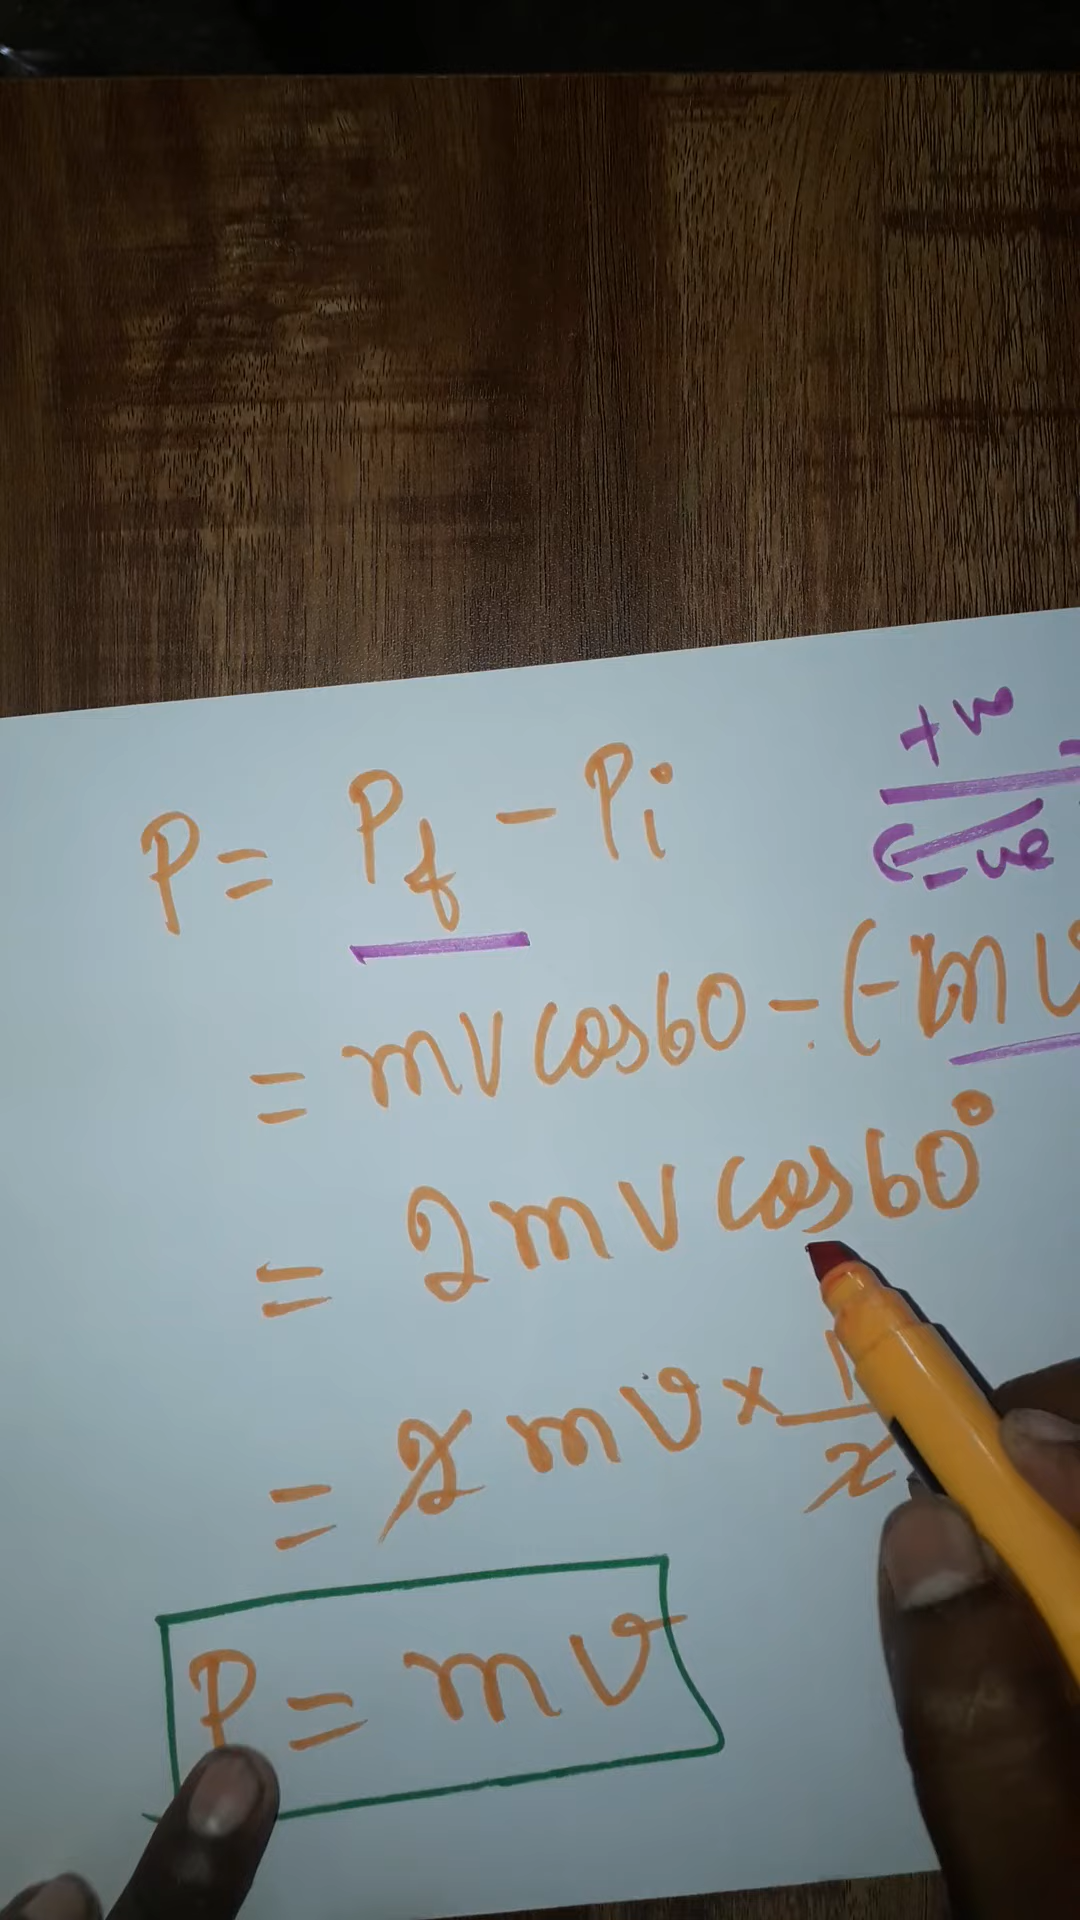 +ve
P = Pf - Pi
(-ve
= mV cos60 - (-mV
= 2mV cos60°
= 2mv × 1/2
P = mv